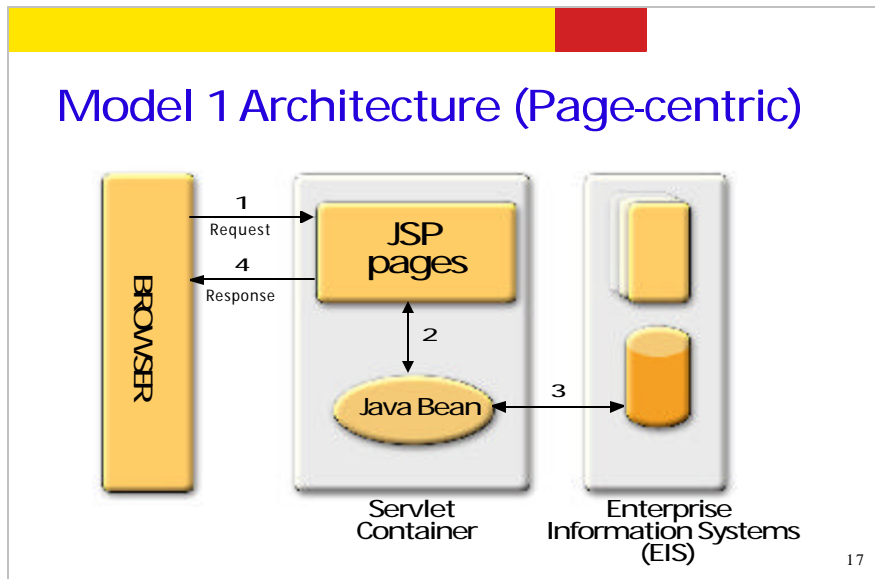 Model 1 Architecture (Page-centric)
BROWSER
1
Request
4
Response
JSP
pages
2
Java Bean
3
Servlet
Container
Enterprise
Information Systems
(EIS)
17